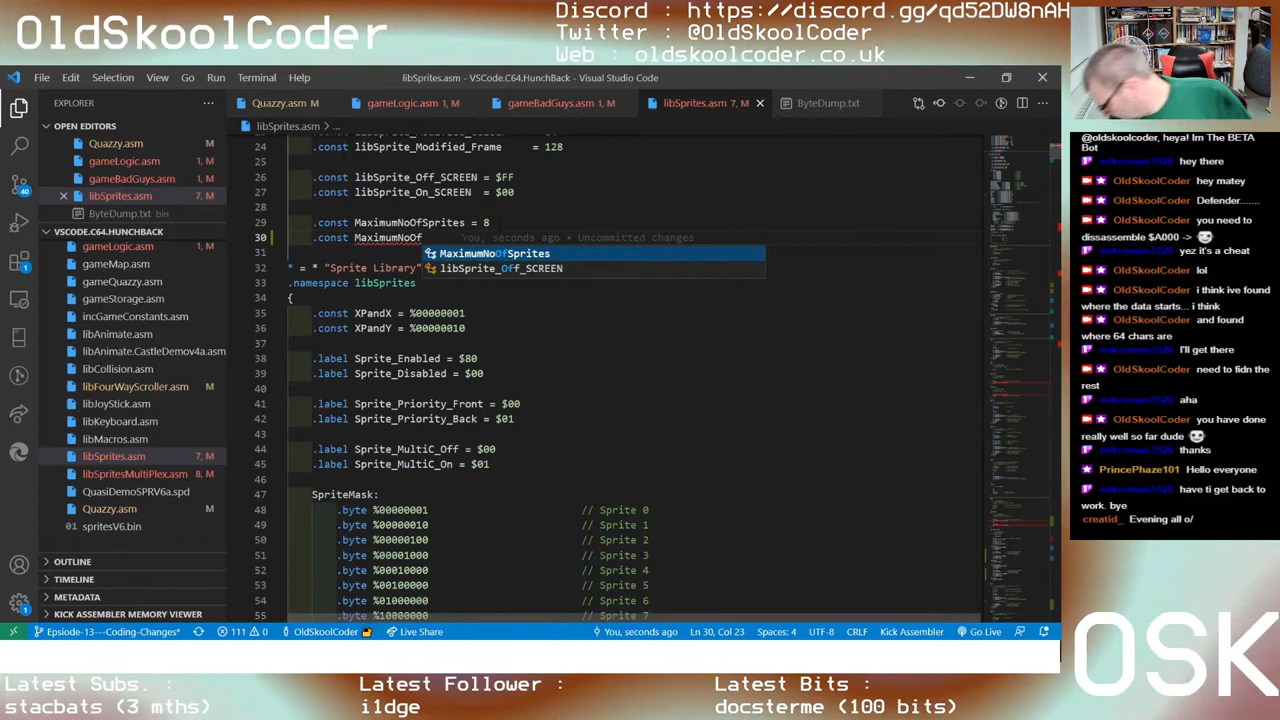 OldSkoolCoder
Discord : https://discord.gg/qd52DW8nAH
Twitter : @OldSkoolCoder
Web : oldskoolcoder.co.uk
File Edit Selection View Go Run Terminal Help
libSprites.asm - VSCode.C64.HunchBack - Visual Studio Code
EXPLORER
Quazzy.asm M
gameLogic.asm 1, M
gameBadGuys.asm 1, M
libSprites.asm 7, M
ByteDump.txt
OPEN EDITORS
Quazzy.asm M
gameLogic.asm 1, M
gameBadGuys.asm 1, M
libSprites.asm 7, M
ByteDump.txt bin
VSCODE.C64.HUNCHBACK
gameLogic.asm 1, M
gameMap.asm
gameQuazzy.asm
gameStorage.asm
incGameConstants.asm
libAnimate.asm
libAnimate.CastleDemov4a.asm
libCollision.asm
libFourWayScroller.asm M
libJoyStick.asm
libKeyboard.asm
libMacros.asm
libSprites.asm 7, M
libSpritesMultiPlex.asm 8, M
QuasiDemoSPRV6a.spd
Quazzy.asm M
spritesV6.bin
OUTLINE
TIMELINE
METADATA
KICK ASSEMBLER MEMORY VIEWER
libSprites.asm > ...
24 .const libSprite_Modified_Frame = 128
25
26 .const libSprite_Off_SCREEN = $FF
27 .const libSprite_On_SCREEN = $00
28
29 .const MaximumNoOfSprites = 8
30 .const MaximumNoOf You, seconds ago • Uncommitted changes
MaximumNoOfSprites
31
libSprite_Off_SCREEN
32 * = * "Sprite Library"
33 .namespace libSprites
34 {
35 .const XPandX = %00000001
36 .const XPandY = %00000010
37
38 .label Sprite_Enabled = $80
39 .label Sprite_Disabled = $00
40
41 .label Sprite_Priority_Front = $00
42 .label Sprite_Priority_Back = $01
43
44 .label Sprite_MultiC_Off = $00
45 .label Sprite_MultiC_On = $01
46
47 SpriteMask:
48 .byte %00000001 // Sprite 0
49 .byte %00000010 // Sprite 1
50 .byte %00000100 // Sprite 2
51 .byte %00001000 // Sprite 3
52 .byte %00010000 // Sprite 4
53 .byte %00100000 // Sprite 5
54 .byte %01000000 // Sprite 6
55 .byte %10000000 // Sprite 7
Epsiode-13---Coding-Changes* 111 0 OldSkoolCoder Live Share You, seconds ago Ln 30, Col 23 Spaces: 4 UTF-8 CRLF Kick Assembler Go Live
@oldskoolcoder, heya! Im The BETA
Bot
hey there
OldSkoolCoder hey matey
OldSkoolCoder
Defender......
OldSkoolCoder you need to
dissassemble $A000 ->
yez it's a cheat
OldSkoolCoder lol
i think ive found
where the data starts... i think
OldSkoolCoder and found
where 64 chars are
I'll get there
OldSkoolCoder need to fidn the
rest
aha
OldSkoolCoder you have done
really well so far dude
thanks
PrincePhaze101 Hello everyone
have ti get back to
work. bye
creatid_ Evening all o/
OSK
Latest Subs. :
stacbats (3 mths)
Latest Follower :
i1dge
Latest Bits :
docsterme (100 bits)